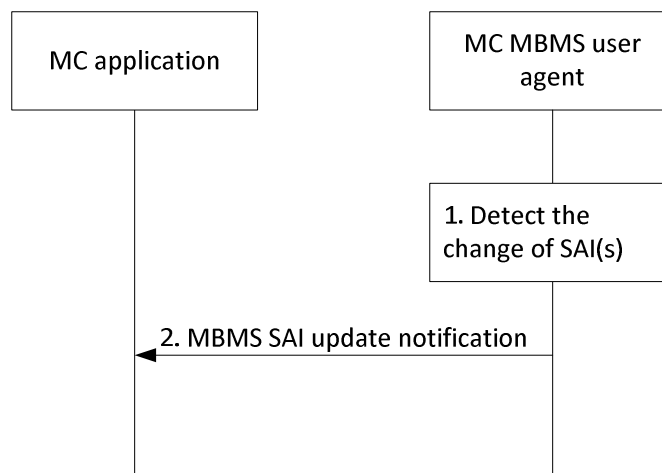 MC application
MC MBMS user
agent
1. Detect the
change of SAI(s)
2. MBMS SAI update notification